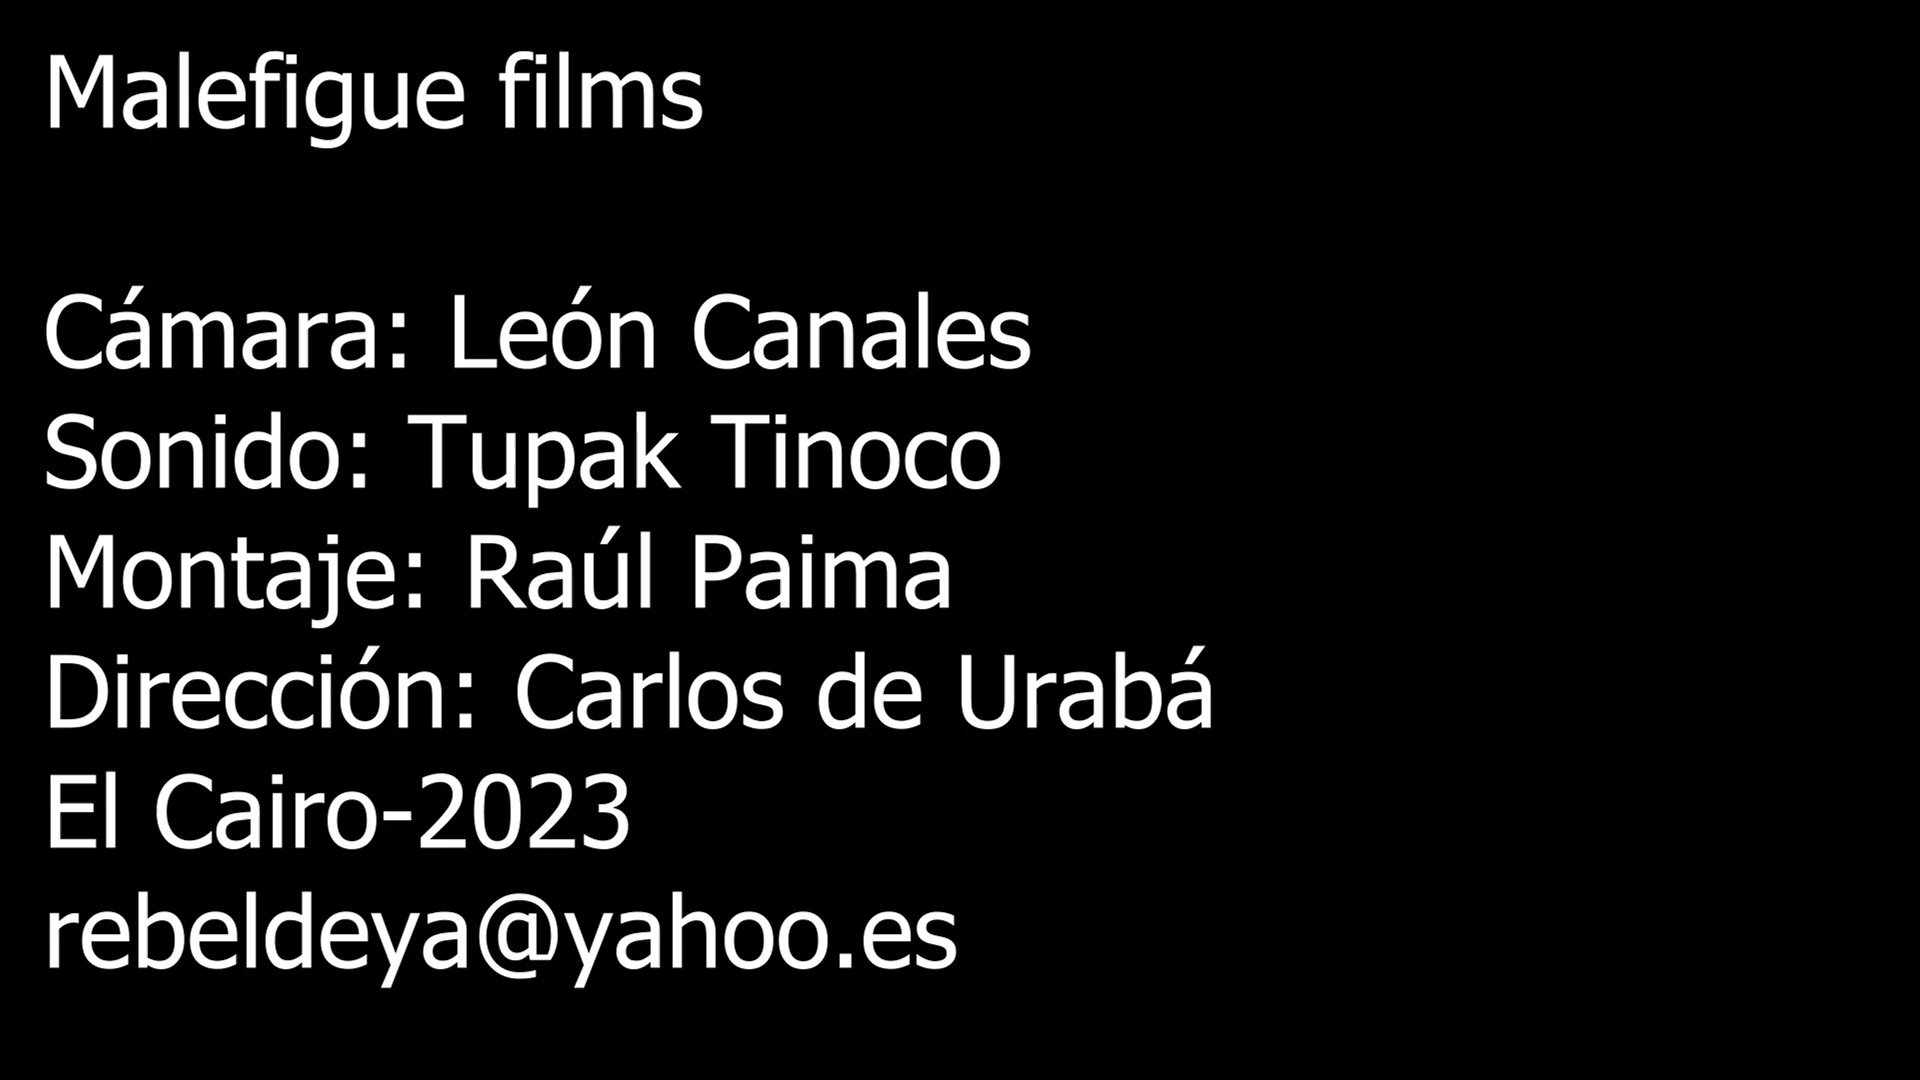 Malefigue films
Cámara: León Canales
Sonido: Tupak Tinoco
Montaje: Raúl Paima
Dirección: Carlos de Urabá
El Cairo-2023
rebeldeya@yahoo.es